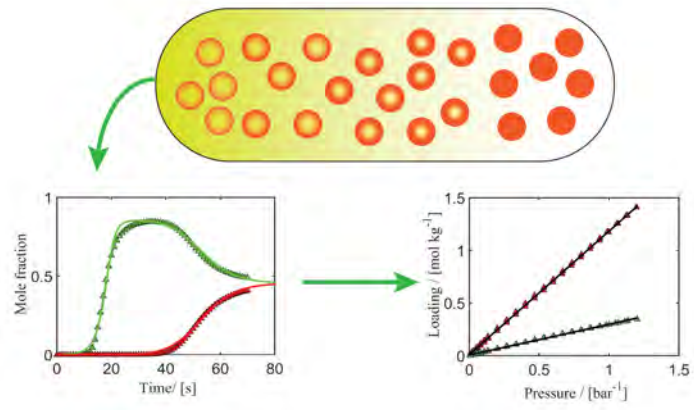 1
0.5
0
Mole fraction
0 20 40 60 80
Time/ [s]
1.5
1
0.5
0
Loading / [mol kg⁻¹]
0 0.5 1 1.5
Pressure / [bar⁻¹]